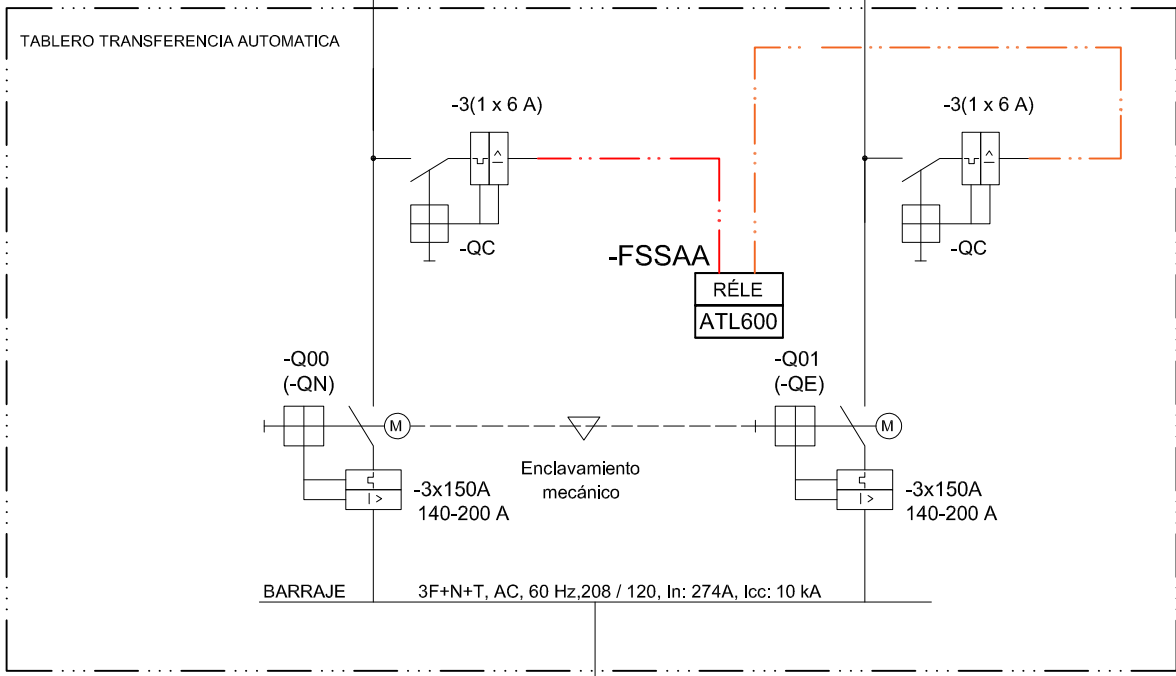 TABLERO TRANSFERENCIA AUTOMATICA
-3(1 x 6 A)
-3(1 x 6 A)
-QC
-QC
-FSSAA
RÉLE
ATL600
-Q00
(-QN)
M
-Q01
(-QE)
M
Enclavamiento
mecánico
I >
-3x150A
140-200 A
I >
-3x150A
140-200 A
BARRAJE 3F+N+T, AC, 60 Hz,208 / 120, In: 274A, Icc: 10 kA